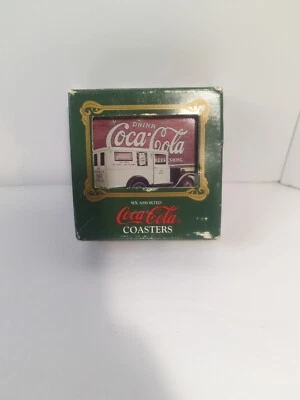 DRINK
Coca-Cola
SIX ASSORTED
Coca-Cola
COASTERS